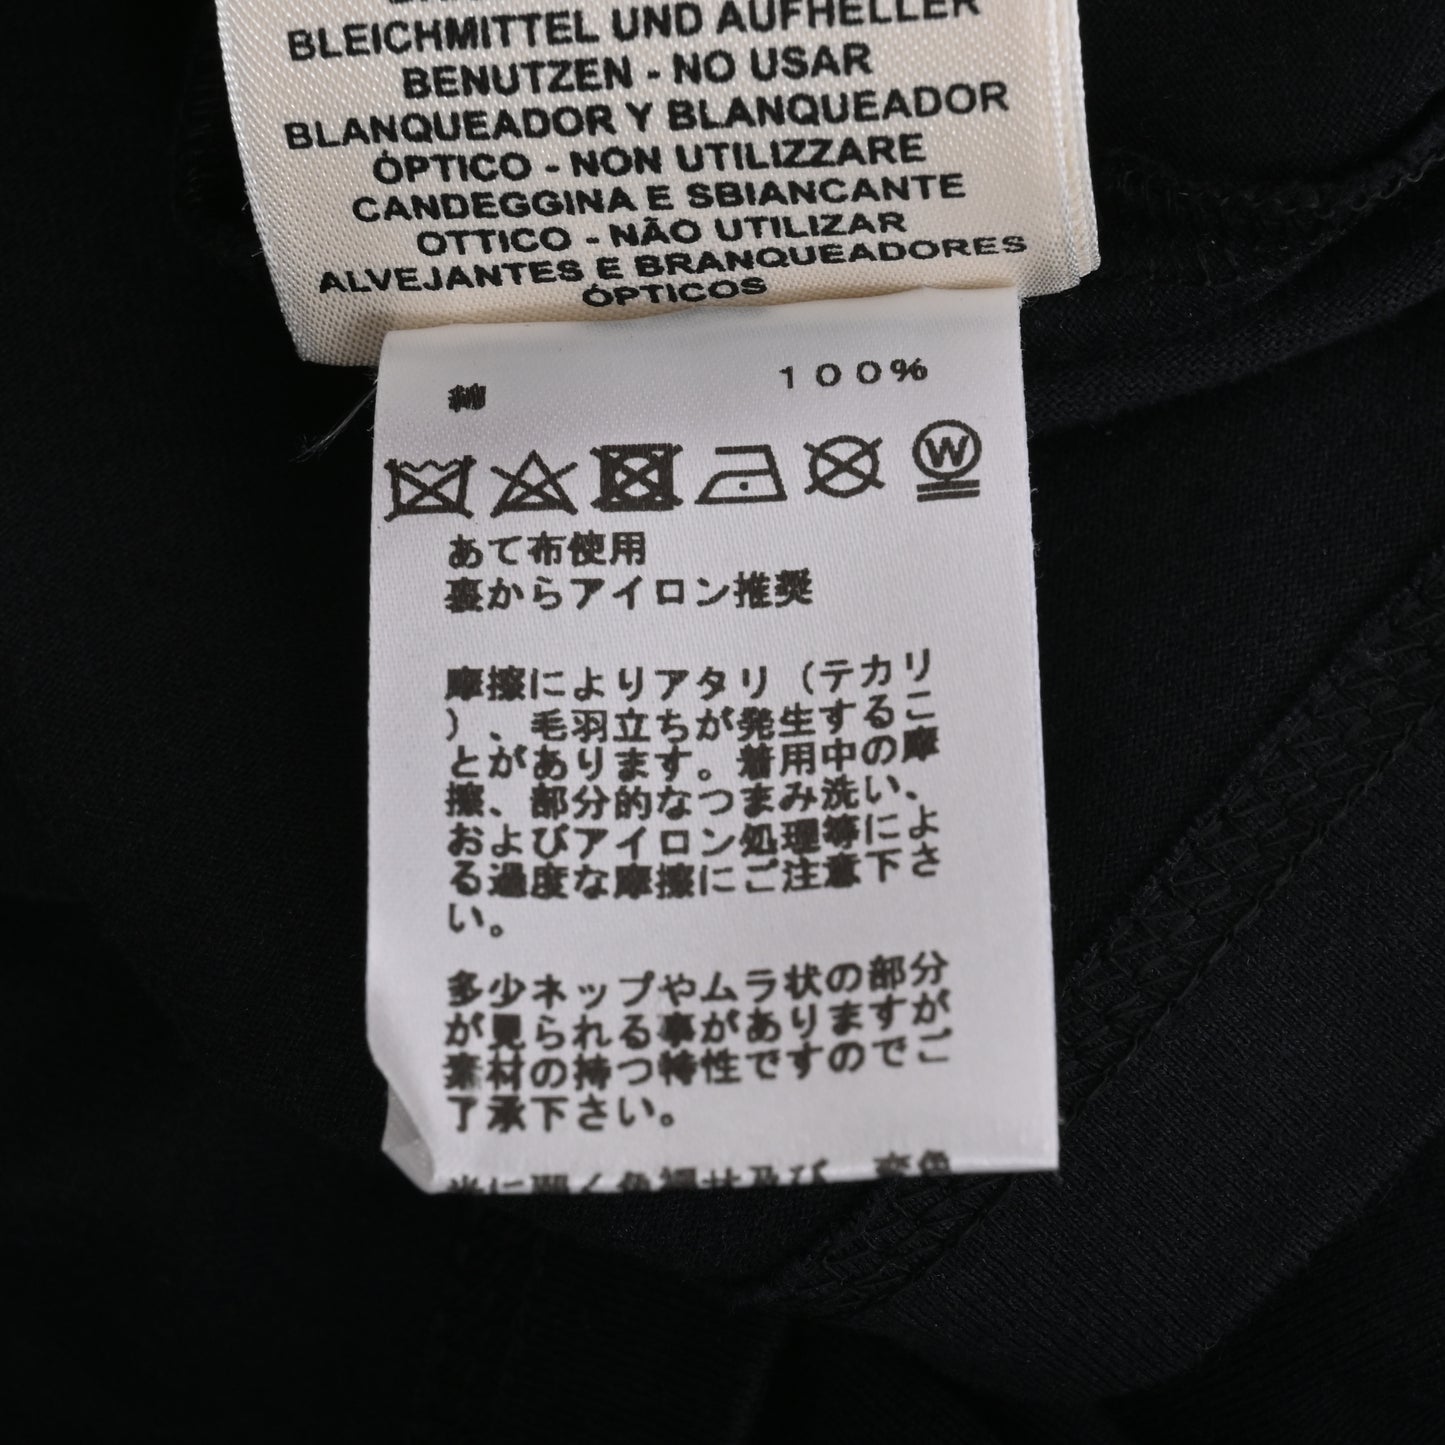 BLEICHMITTEL UND AUFHELLER
BENUTZEN - NO USAR
BLANQUEADOR Y BLANQUEADOR
ÓPTICO - NON UTILIZZARE
CANDEGGINA E SBIANCANTE
OTTICO - NÃO UTILIZAR
ALVEJANTES E BRANQUEADORES
ÓPTICOS
綿 100%
W
あて布使用
裏からアイロン推奨
摩擦によりアタリ(テカリ
)、毛羽立ちが発生するこ
とがあります。着用中の摩
擦、部分的なつまみ洗い、
およびアイロン処理等によ
る過度な摩擦にご注意下さ
い。
多少ネップやムラ状の部分
が見られる事がありますが
素材の持つ特性ですのでご
了承下さい。